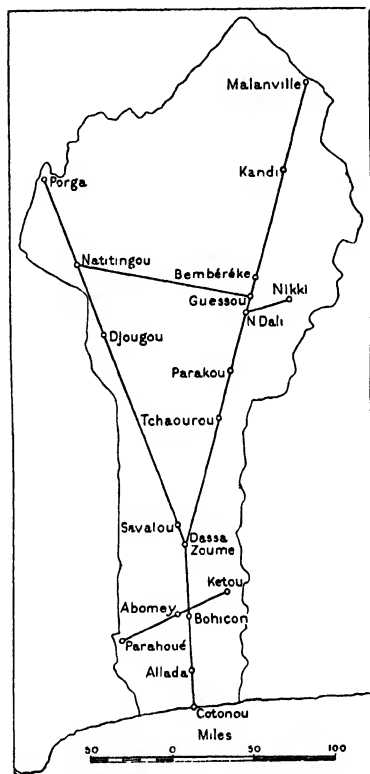 Malanville
Kandi
Porga
Natitingou
Bembéréke
Nikki
Guessou
N Dali
Djougou
Parakou
Tchaourou
Savalou
Dassa
Zoume
Ketou
Abomey
Bohicon
Parahoué
Allada
Cotonou
Miles
50 0 50 100